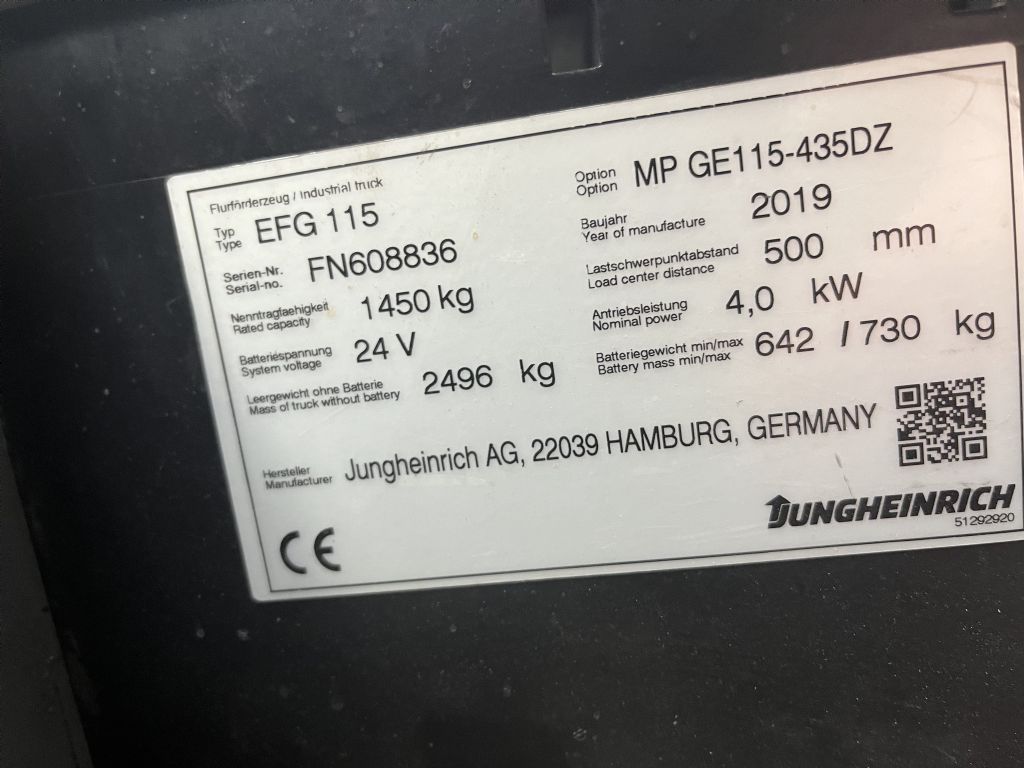 Flurförderzeug / Industrial truck
Typ
Type EFG 115
Option
Option MP GE115-435DZ
Serien-Nr.
Serial-no. FN608836
Baujahr
Year of manufacture 2019
Nenntragfaehigkeit
Rated capacity 1450 kg
Lastschwerpunktabstand
Load center distance 500 mm
Batteriespannung
System voltage 24 V
Antriebsleistung
Nominal power 4,0 kW
Leergewicht ohne Batterie
Mass of truck without battery 2496 kg
Batteriegewicht min/max
Battery mass min/max 642 / 730 kg
Hersteller
Manufacturer Jungheinrich AG, 22039 HAMBURG, GERMANY
CE
JUNGHEINRICH
51292920